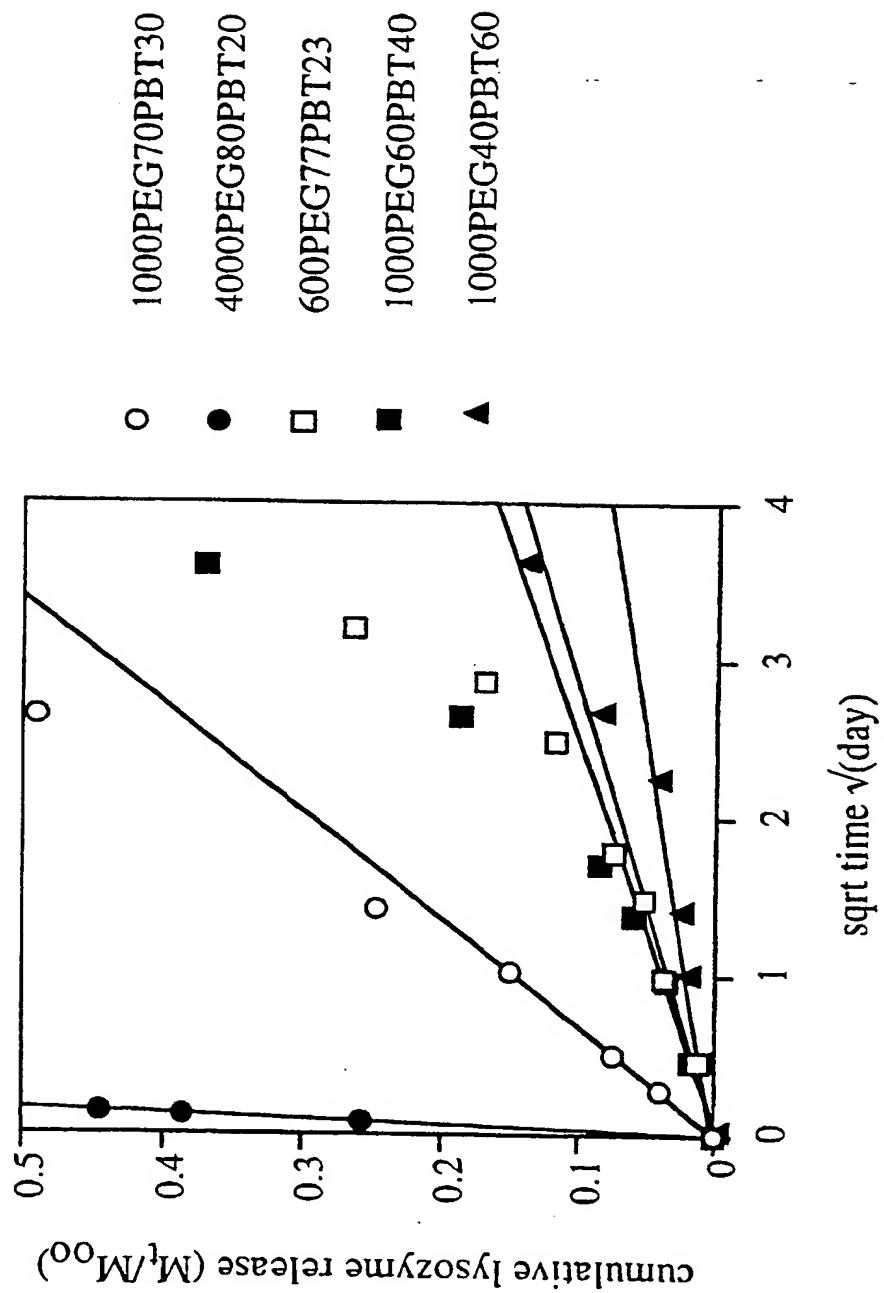 cumulative lysozyme release (Mt/M∞)
0.5
0.4
0.3
0.2
0.1
0
0
1
2
3
4
sqrt time √(day)
1000PEG70PBT30
4000PEG80PBT20
600PEG77PBT23
1000PEG60PBT40
1000PEG40PBT60